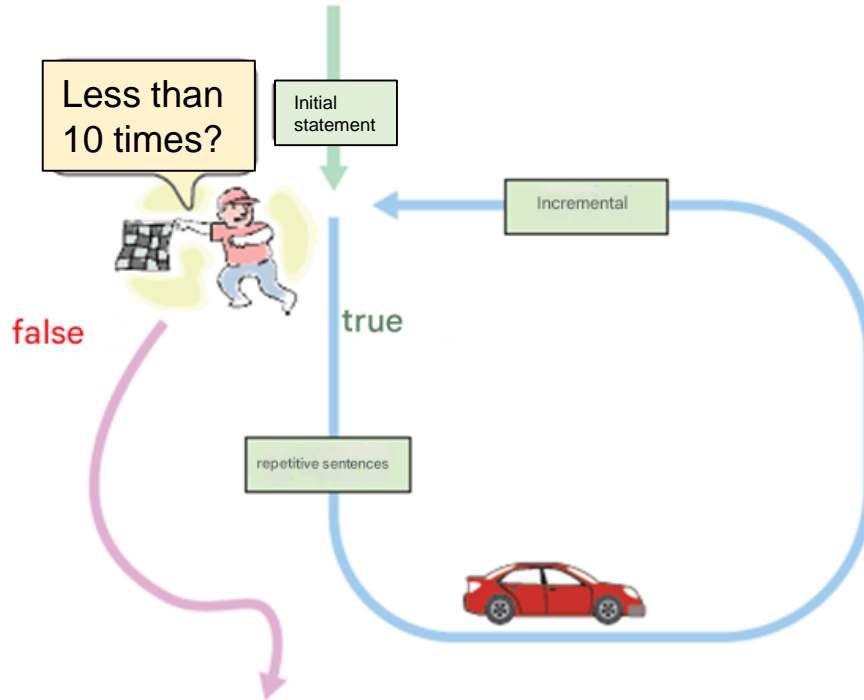 Less than
10 times?
Initial
statement
Incremental
false
true
repetitive sentences